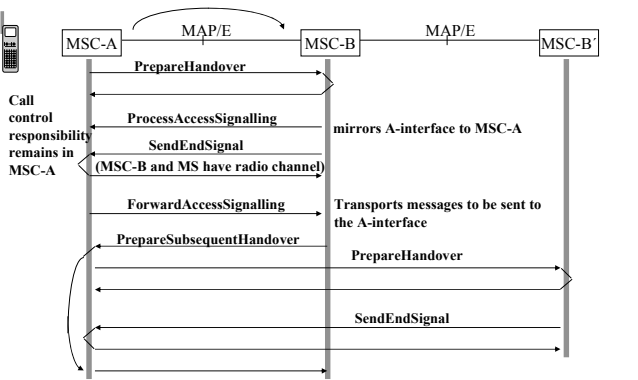 MAP/E
MAP/E
MSC-A
MSC-B
MSC-B´
PrepareHandover
Call
control
responsibility
remains in
MSC-A
ProcessAccessSignalling
mirrors A-interface to MSC-A
SendEndSignal
(MSC-B and MS have radio channel)
ForwardAccessSignalling
Transports messages to be sent to
the A-interface
PrepareSubsequentHandover
PrepareHandover
SendEndSignal